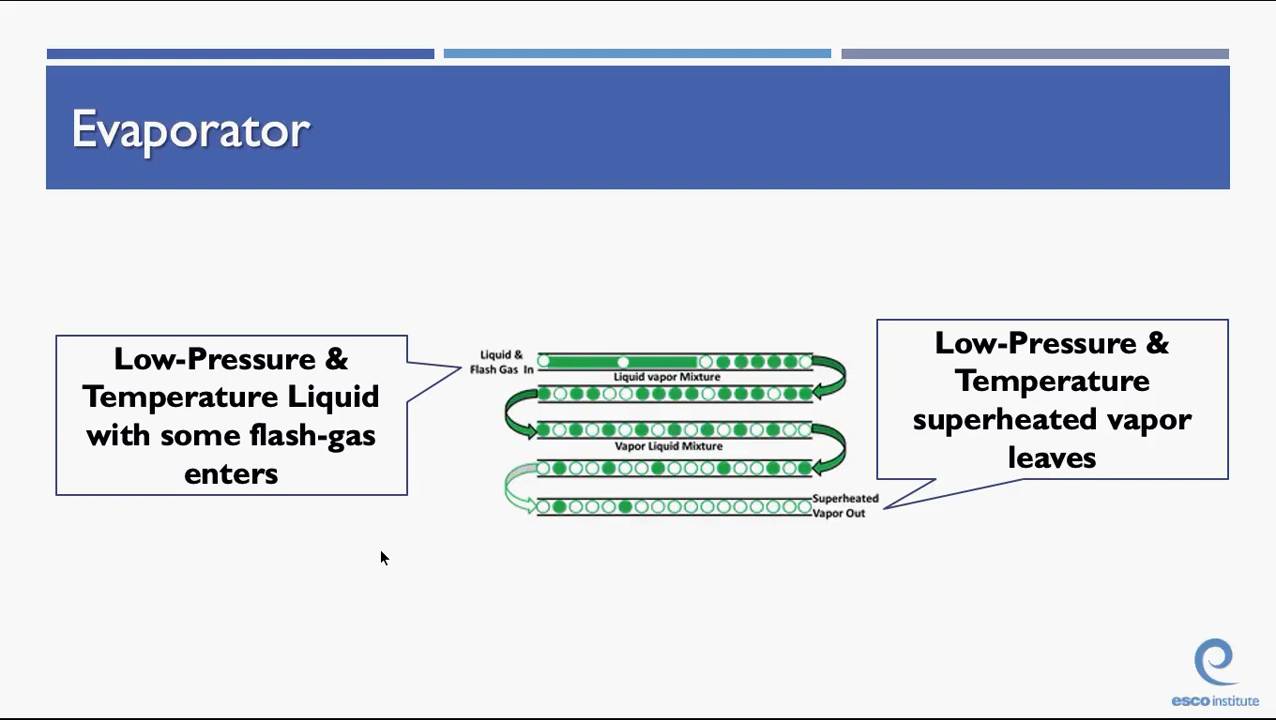 Evaporator
Low-Pressure &
Temperature Liquid
with some flash-gas
enters
Liquid &
Flash Gas In
Liquid vapor Mixture
Vapor Liquid Mixture
Superheated
Vapor Out
Low-Pressure &
Temperature
superheated vapor
leaves
esco institute